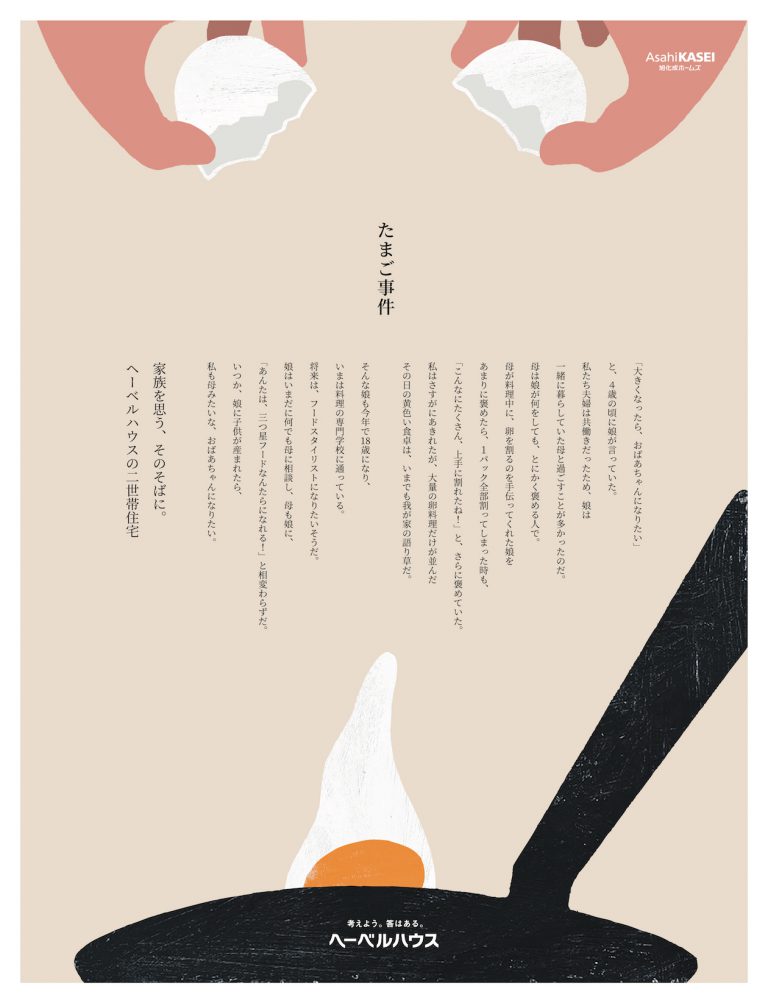 AsahiKASEI
旭化成ホームズ
たまご事件
「大きくなったら、おばあちゃんになりたい」
と、4歳の頃に娘が言っていた。
私たち夫婦は共働きだったため、娘は
一緒に暮らしていた母と過ごすことが多かったのだ。
母は娘が何をしても、とにかく褒める人で。
母が料理中に、卵を割るのを手伝ってくれた娘を
あまりに褒めたら、1パック全部割ってしまった時も、
「こんなにたくさん、上手に割れたね！」と、さらに褒めていた。
私はさすがにあきれたが、大量の卵料理だけが並んだ
その日の黄色い食卓は、いまでも我が家の語り草だ。
そんな娘も今年で18歳になり、
いまは料理の専門学校に通っている。
将来は、フードスタイリストになりたいそうだ。
娘はいまだに何でも母に相談し、母も娘に、
「あんたは、三つ星フードなんたらになれる！」と相変わらずだ。
いつか、娘に子供が産まれたら、
私も母みたいな、おばあちゃんになりたい。
家族を思う、そのそばに。
ヘーベルハウスの二世帯住宅
考えよう。答はある。
ヘーベルハウス